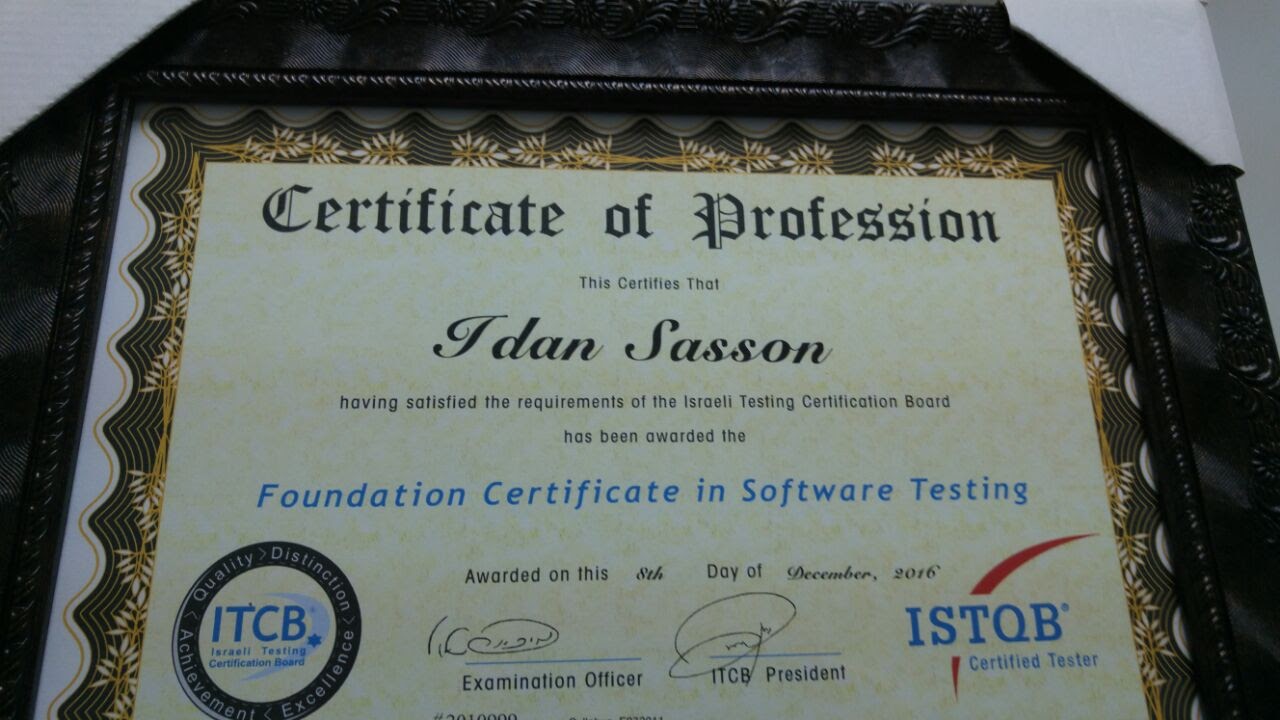 Certificate of Profession
This Certifies That
Idan Sasson
having satisfied the requirements of the Israeli Testing Certification Board
has been awarded the
Foundation Certificate in Software Testing
Awarded on this 8th Day of December, 2016
Quality > Distinction > Excellence > Achievement >
ITCB
Israeli Testing
Certification Board
Examination Officer
ITCB President
ISTQB®
Certified Tester